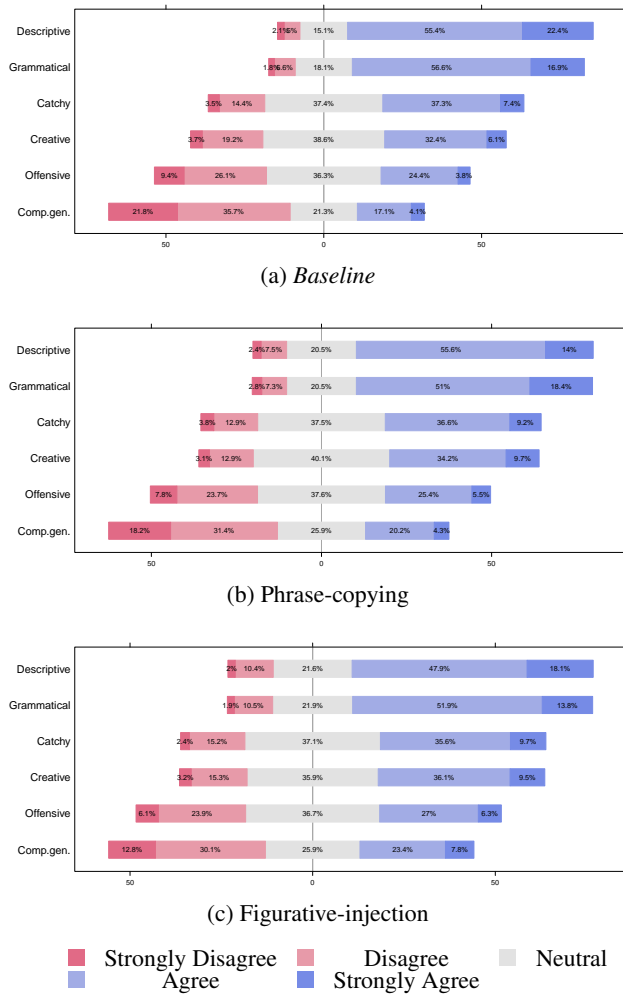 Descriptive 2.1% 5% 15.1% 55.4% 22.4%
Grammatical 1.8% 6.6% 18.1% 56.6% 16.9%
Catchy 3.5% 14.4% 37.4% 37.3% 7.4%
Creative 3.7% 19.2% 38.6% 32.4% 6.1%
Offensive 9.4% 26.1% 36.3% 24.4% 3.8%
Comp.gen. 21.8% 35.7% 21.3% 17.1% 4.1%
50 0 50
(a) Baseline
Descriptive 2.4% 7.5% 20.5% 55.6% 14%
Grammatical 2.8% 7.3% 20.5% 51% 18.4%
Catchy 3.8% 12.9% 37.5% 36.6% 9.2%
Creative 3.1% 12.9% 40.1% 34.2% 9.7%
Offensive 7.8% 23.7% 37.6% 25.4% 5.5%
Comp.gen. 18.2% 31.4% 25.9% 20.2% 4.3%
50 0 50
(b) Phrase-copying
Descriptive 2% 10.4% 21.6% 47.9% 18.1%
Grammatical 1.9% 10.5% 21.9% 51.9% 13.8%
Catchy 2.4% 15.2% 37.1% 35.6% 9.7%
Creative 3.2% 15.3% 35.9% 36.1% 9.5%
Offensive 6.1% 23.9% 36.7% 27% 6.3%
Comp.gen. 12.8% 30.1% 25.9% 23.4% 7.8%
50 0 50
(c) Figurative-injection
Strongly Disagree Disagree Neutral
Agree Strongly Agree